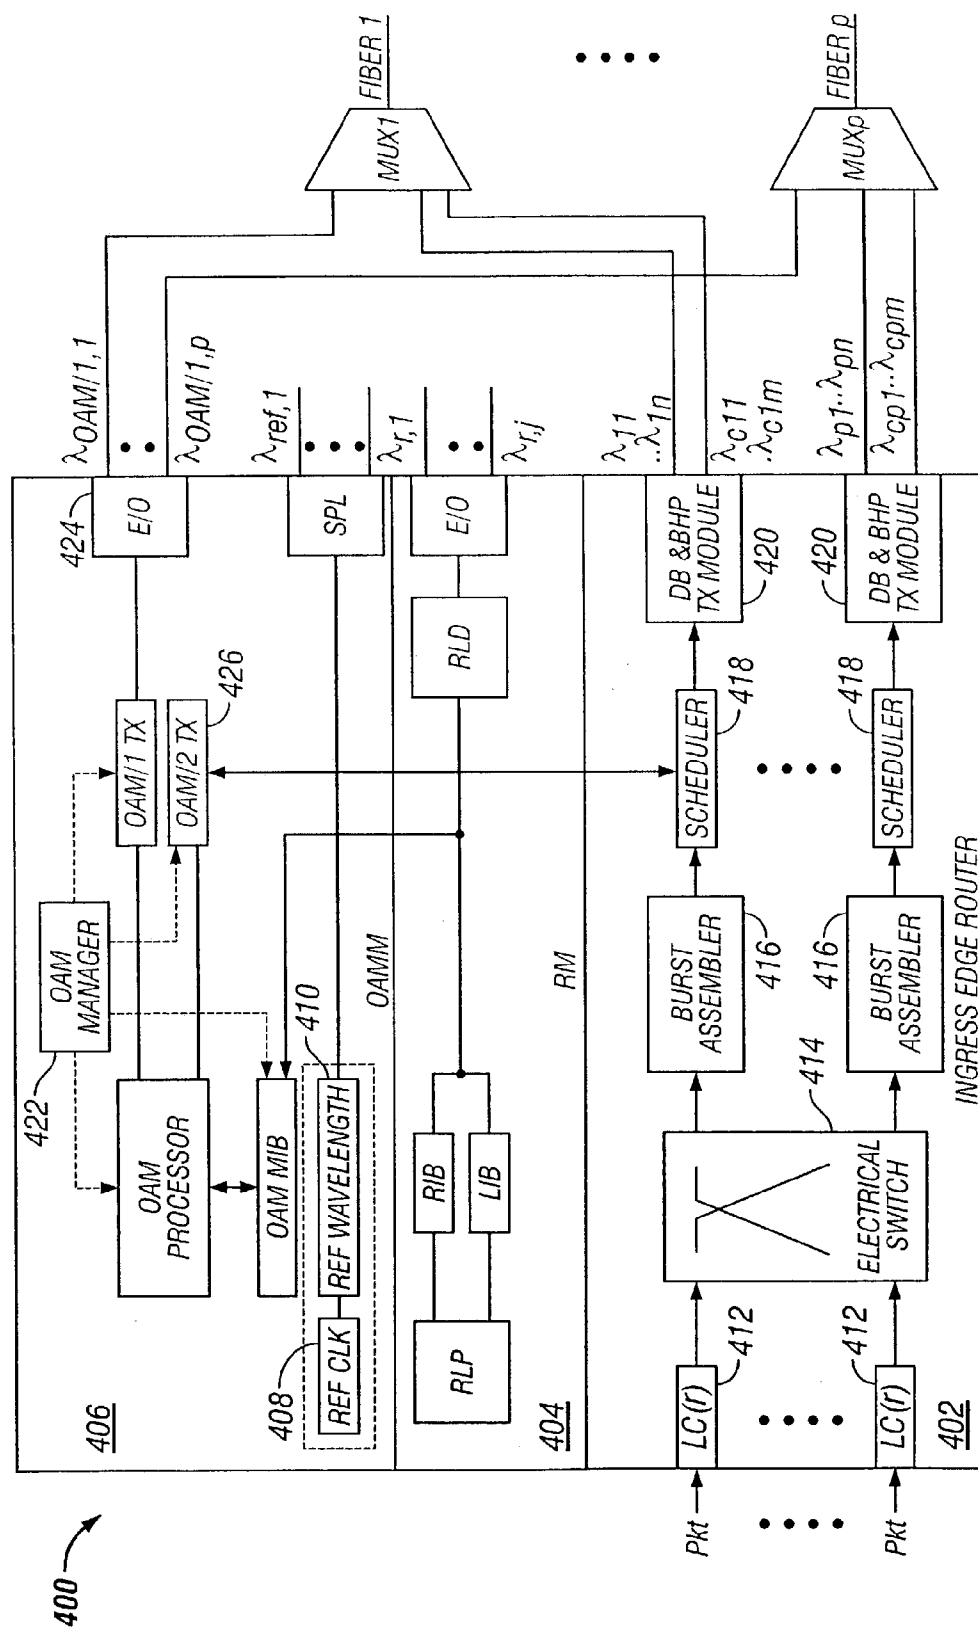 400
406
422
OAM
MANAGER
OAM
PROCESSOR
OAM/1 TX
OAM/2 TX
426
424
E/O
λOAM/1,1
λOAM/1,p
OAM MIB
408
REF CLK
REF WAVELENGTH
410
SPL
λref,1
λr,1
OAMM
404
RLP
RIB
LIB
RLD
E/O
λr,j
RM
402
Pkt
LC(r)
412
Pkt
LC(r)
412
414
ELECTRICAL
SWITCH
BURST
ASSEMBLER
416
BURST
ASSEMBLER
416
SCHEDULER
418
SCHEDULER
418
DB &BHP
TX MODULE
420
DB & BHP
TX MODULE
420
λ11
..λ1n
λc11
.λc1m
λp1..λpn
λcp1..λcpm
MUX1
FIBER 1
MUXp
FIBER p
INGRESS EDGE ROUTER